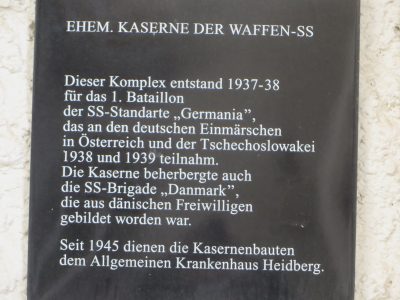 EHEM. KASERNE DER WAFFEN-SS
Dieser Komplex entstand 1937-38
für das 1. Bataillon
der SS-Standarte „Germania”,
das an den deutschen Einmärschen
in Österreich und der Tschechoslowakei
1938 und 1939 teilnahm.
Die Kaserne beherbergte auch
die SS-Brigade „Danmark”,
die aus dänischen Freiwilligen
gebildet worden war.
Seit 1945 dienen die Kasernenbauten
dem Allgemeinen Krankenhaus Heidberg.